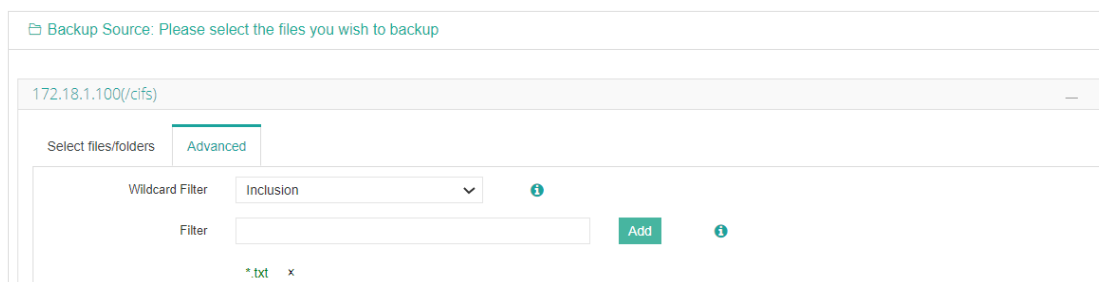 Backup Source: Please select the files you wish to backup
172.18.1.100(/cifs)
Select files/folders Advanced
Wildcard Filter Inclusion
Filter Add
*.txt ×